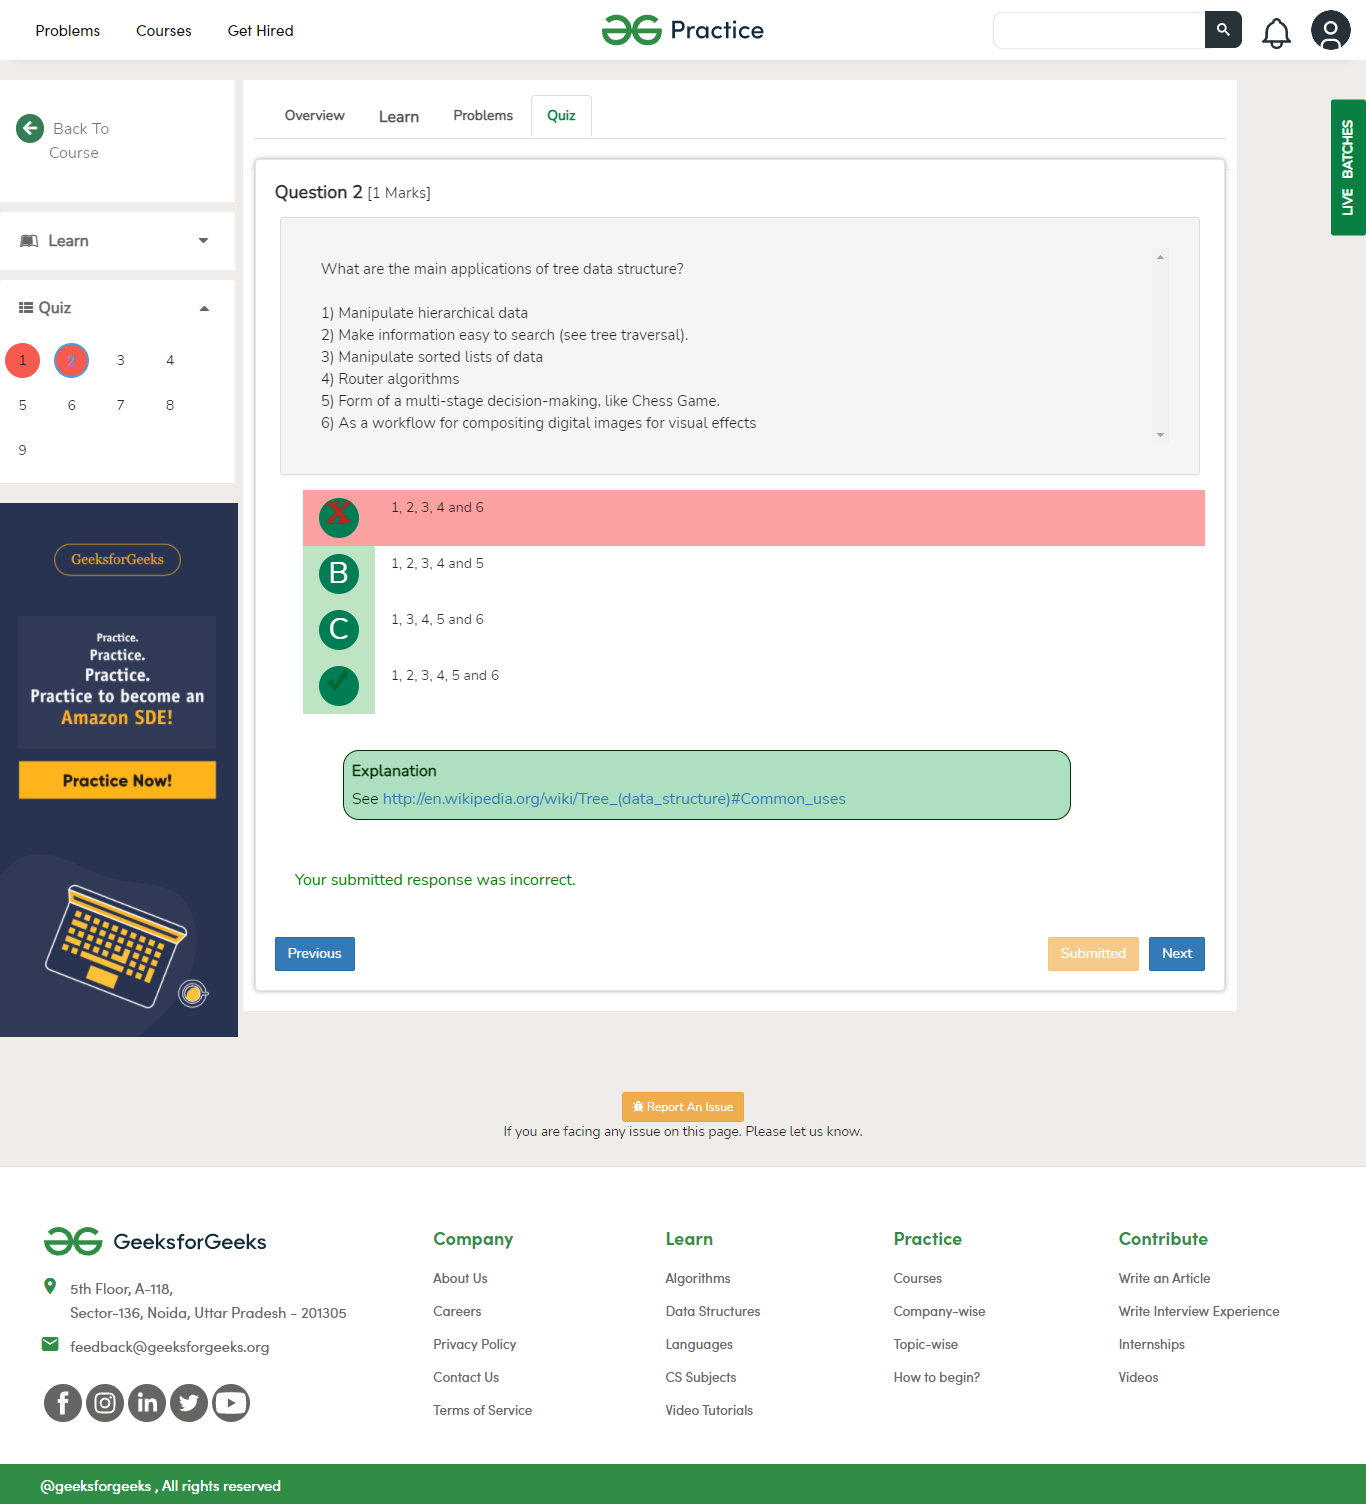 Problems Courses Get Hired
Practice
Back To
Course
Learn
Quiz
1 2 3 4
5 6 7 8
9
GeeksforGeeks
Practice.
Practice.
Practice.
Practice to become an
Amazon SDE!
Practice Now!
Overview Learn Problems Quiz
Question 2 [1 Marks]
What are the main applications of tree data structure?
1) Manipulate hierarchical data
2) Make information easy to search (see tree traversal).
3) Manipulate sorted lists of data
4) Router algorithms
5) Form of a multi-stage decision-making, like Chess Game.
6) As a workflow for compositing digital images for visual effects
X 1, 2, 3, 4 and 6
B 1, 2, 3, 4 and 5
C 1, 3, 4, 5 and 6
1, 2, 3, 4, 5 and 6
Explanation
See http://en.wikipedia.org/wiki/Tree_(data_structure)#Common_uses
Your submitted response was incorrect.
Previous Submitted Next
LIVE BATCHES
Report An Issue
If you are facing any issue on this page. Please let us know.
GeeksforGeeks
5th Floor, A-118,
Sector-136, Noida, Uttar Pradesh - 201305
feedback@geeksforgeeks.org
Company
About Us
Careers
Privacy Policy
Contact Us
Terms of Service
Learn
Algorithms
Data Structures
Languages
CS Subjects
Video Tutorials
Practice
Courses
Company-wise
Topic-wise
How to begin?
Contribute
Write an Article
Write Interview Experience
Internships
Videos
@geeksforgeeks , All rights reserved